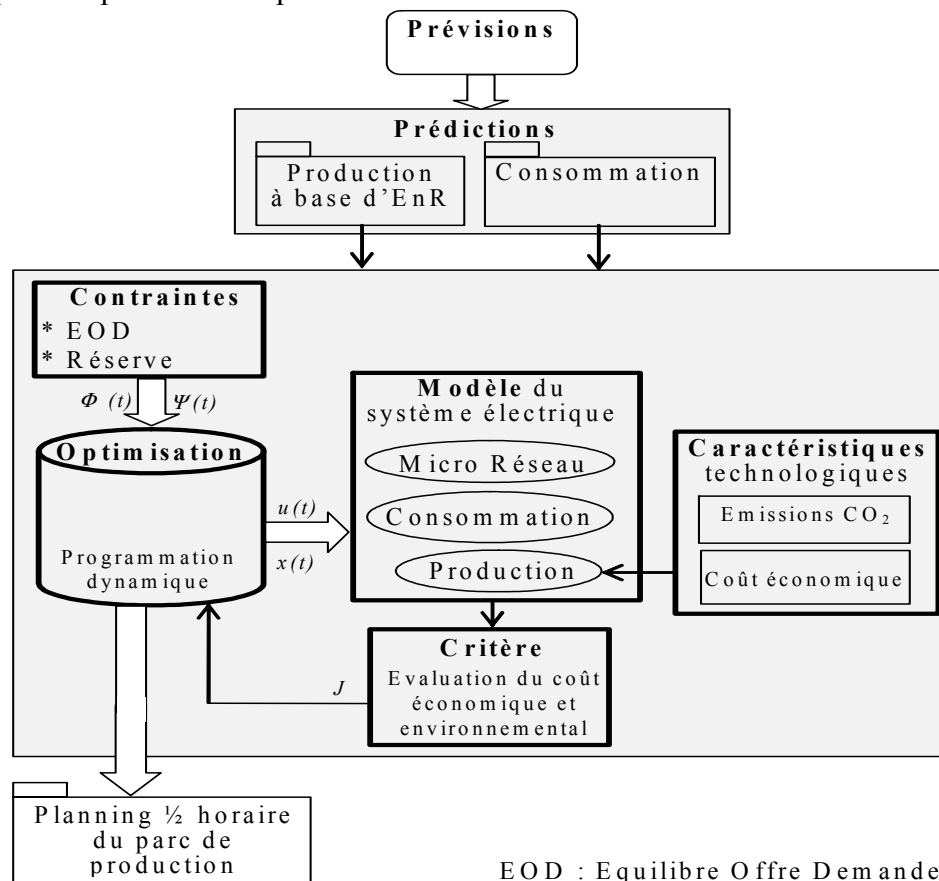 Prévisions
Prédictions
Production
à base d'EnR
Consommation
Contraintes
* EOD
* Réserve
Φ (t)
Ψ(t)
Optimisation
Programmation
dynamique
u(t)
x(t)
Modèle du
système électrique
Micro Réseau
Consommation
Production
Caractéristiques
technologiques
Emissions CO₂
Coût économique
Critère
Evaluation du coût
économique et
environnemental
J
Planning ½ horaire
du parc de
production
EOD : Equilibre Offre Demande